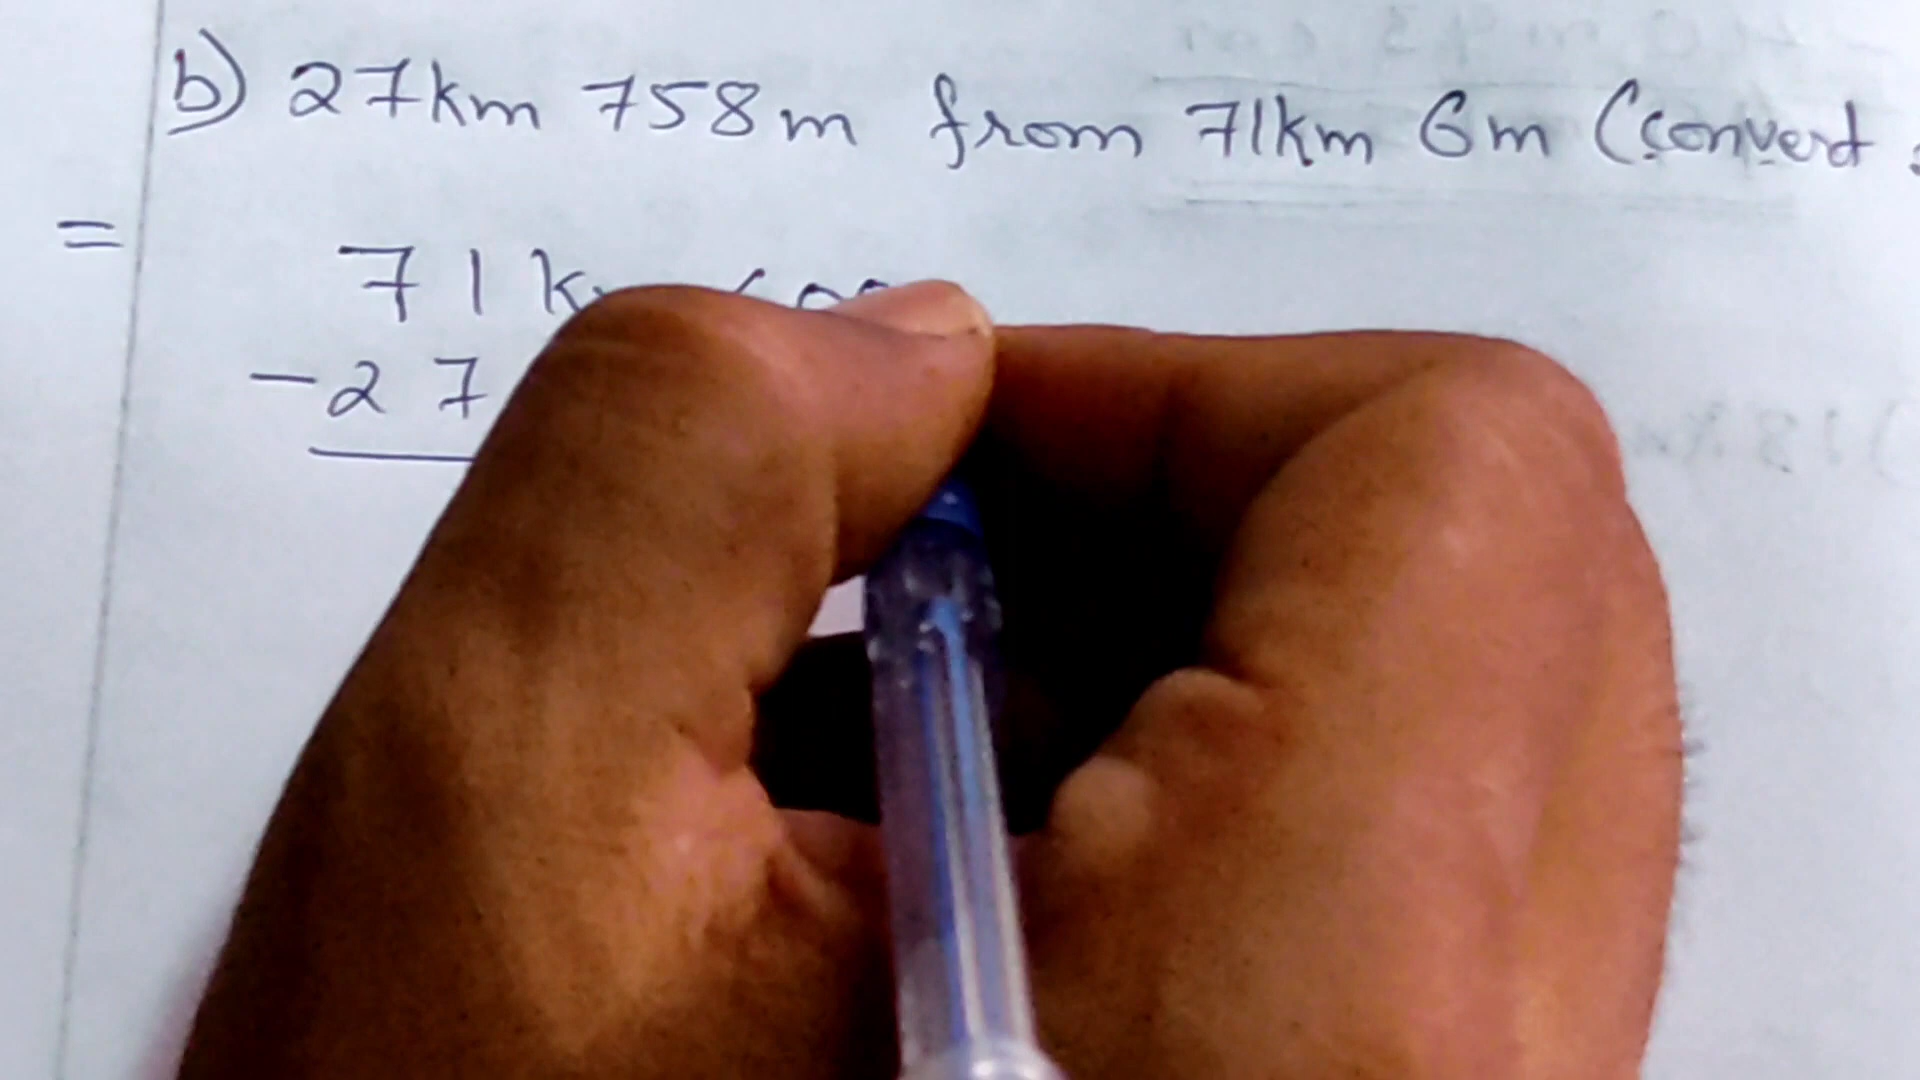 b) 27km 758m from 71km 6m (convert
=
71 k
- 27